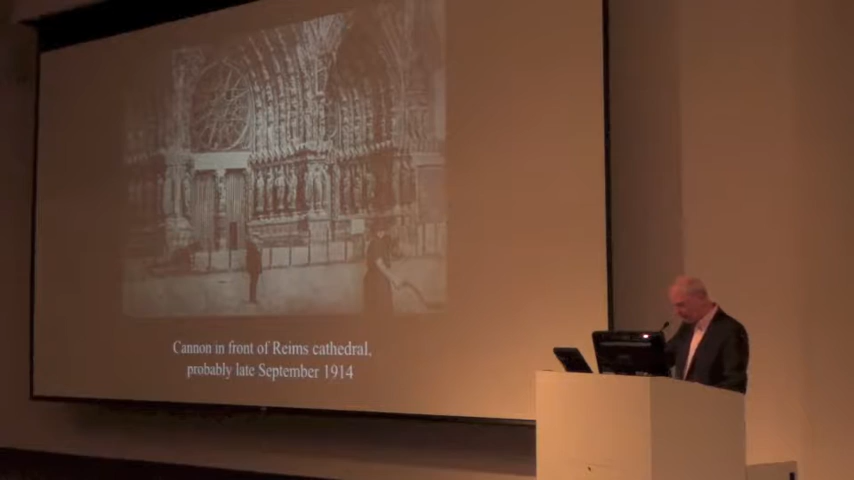 Cannon in front of Reims cathedral,
probably late September 1914